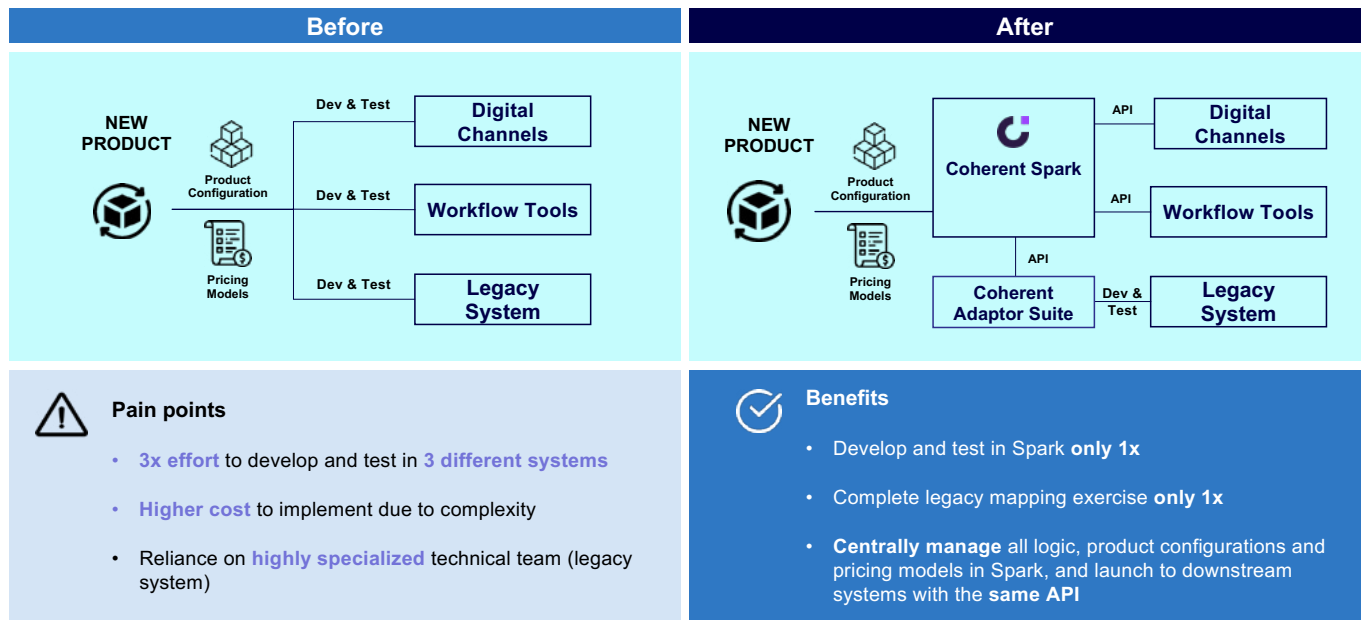 Before
Dev & Test
Digital
Channels
NEW
PRODUCT
Product
Configuration
Dev & Test
Workflow Tools
Pricing
Models
Dev & Test
Legacy
System
After
NEW
PRODUCT
Product
Configuration
Pricing
Models
Coherent Spark
API
Digital
Channels
API
Workflow Tools
API
Coherent
Adaptor Suite
Dev &
Test
Legacy
System
Pain points
• 3x effort to develop and test in 3 different systems
• Higher cost to implement due to complexity
• Reliance on highly specialized technical team (legacy
system)
Benefits
• Develop and test in Spark only 1x
• Complete legacy mapping exercise only 1x
• Centrally manage all logic, product configurations and
pricing models in Spark, and launch to downstream
systems with the same API